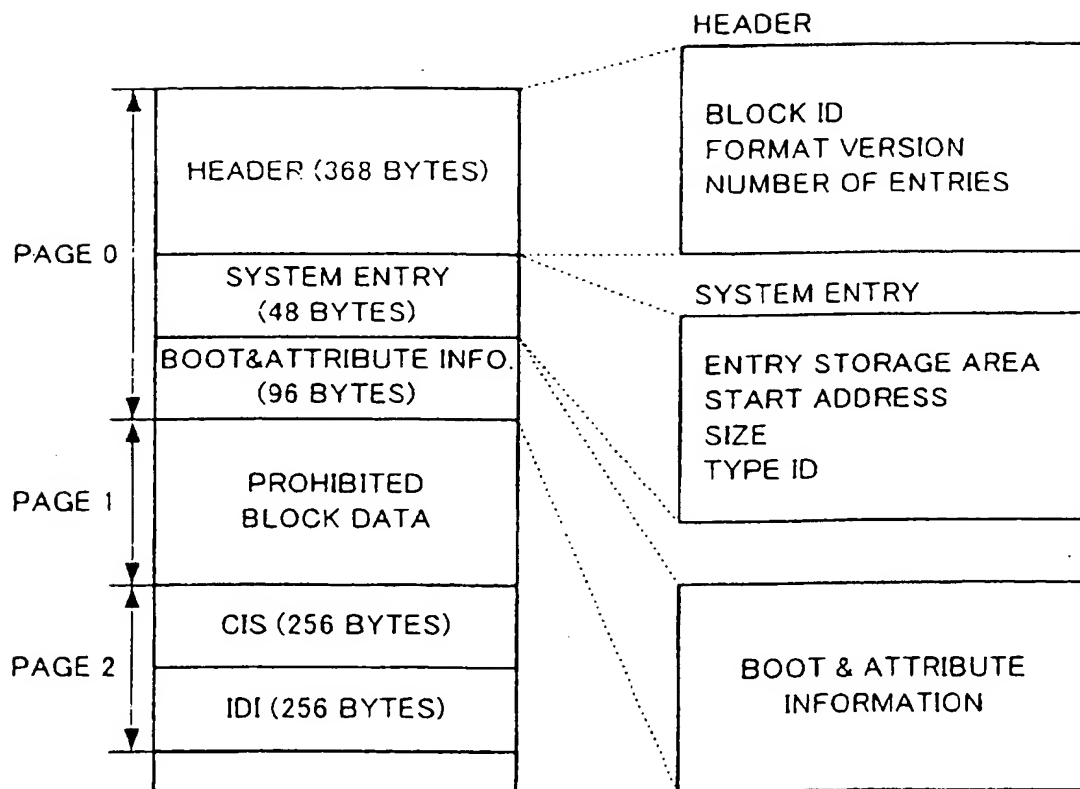 PAGE 0
HEADER (368 BYTES)
SYSTEM ENTRY
(48 BYTES)
BOOT&ATTRIBUTE INFO.
(96 BYTES)
PAGE 1
PROHIBITED
BLOCK DATA
PAGE 2
CIS (256 BYTES)
IDI (256 BYTES)
HEADER
BLOCK ID
FORMAT VERSION
NUMBER OF ENTRIES
SYSTEM ENTRY
ENTRY STORAGE AREA
START ADDRESS
SIZE
TYPE ID
BOOT & ATTRIBUTE
INFORMATION